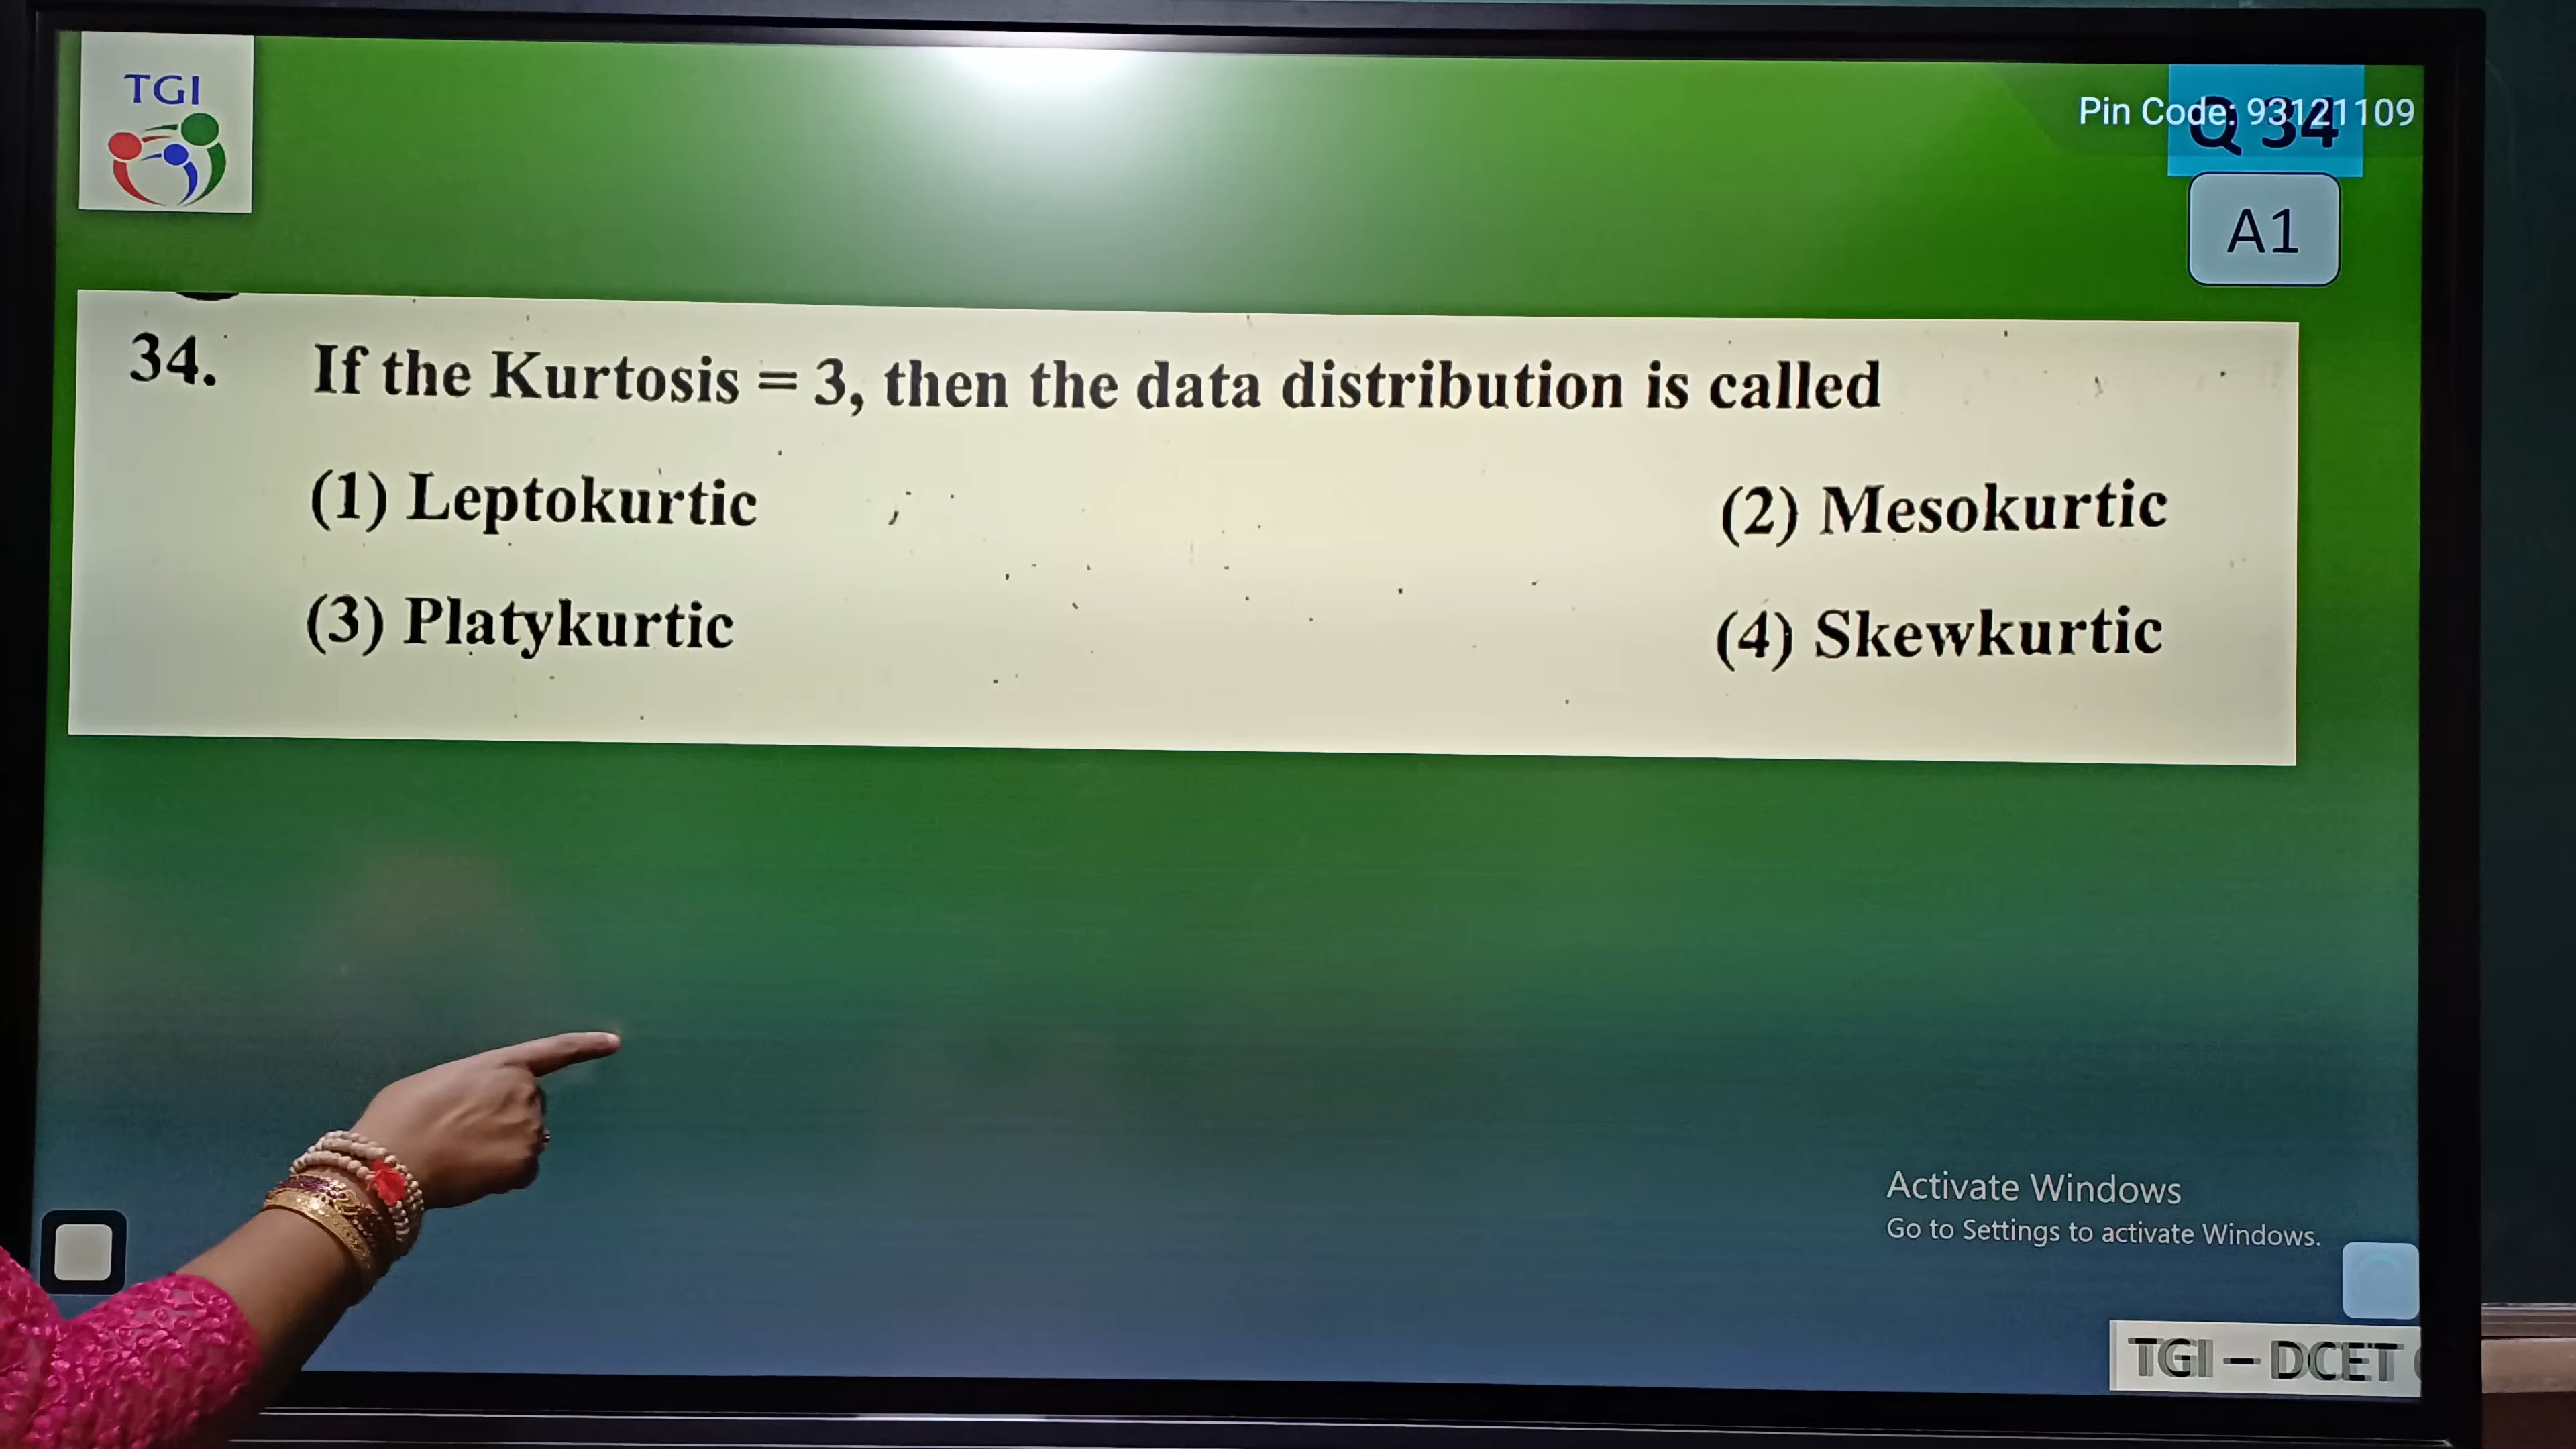 TGI
Pin Code: 93121109
Q 34
A1
34. If the Kurtosis = 3, then the data distribution is called
(1) Leptokurtic (2) Mesokurtic
(3) Platykurtic (4) Skewkurtic
Activate Windows
Go to Settings to activate Windows.
TGI – DCET